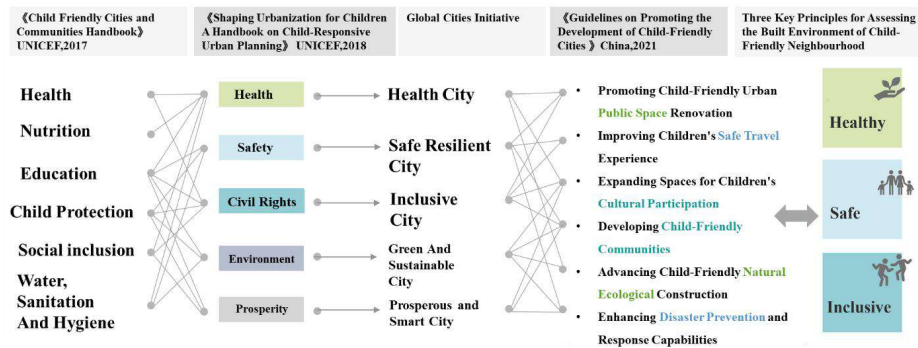 《Child Friendly Cities and
Communities Handbook》
UNICEF,2017
《Shaping Urbanization for Children
A Handbook on Child-Responsive
Urban Planning》 UNICEF,2018
Global Cities Initiative
《Guidelines on Promoting the
Development of Child-Friendly
Cities 》China,2021
Three Key Principles for Assessing
the Built Environment of Child-
Friendly Neighbourhood
Health
Nutrition
Education
Child Protection
Social inclusion
Water,
Sanitation
And Hygiene
Health
Safety
Civil Rights
Environment
Prosperity
Health City
Safe Resilient
City
Inclusive
City
Green And
Sustainable
City
Prosperous and
Smart City
• Promoting Child-Friendly Urban
Public Space Renovation
• Improving Children's Safe Travel
Experience
• Expanding Spaces for Children's
Cultural Participation
• Developing Child-Friendly
Communities
• Advancing Child-Friendly Natural
Ecological Construction
• Enhancing Disaster Prevention and
Response Capabilities
Healthy
Safe
Inclusive